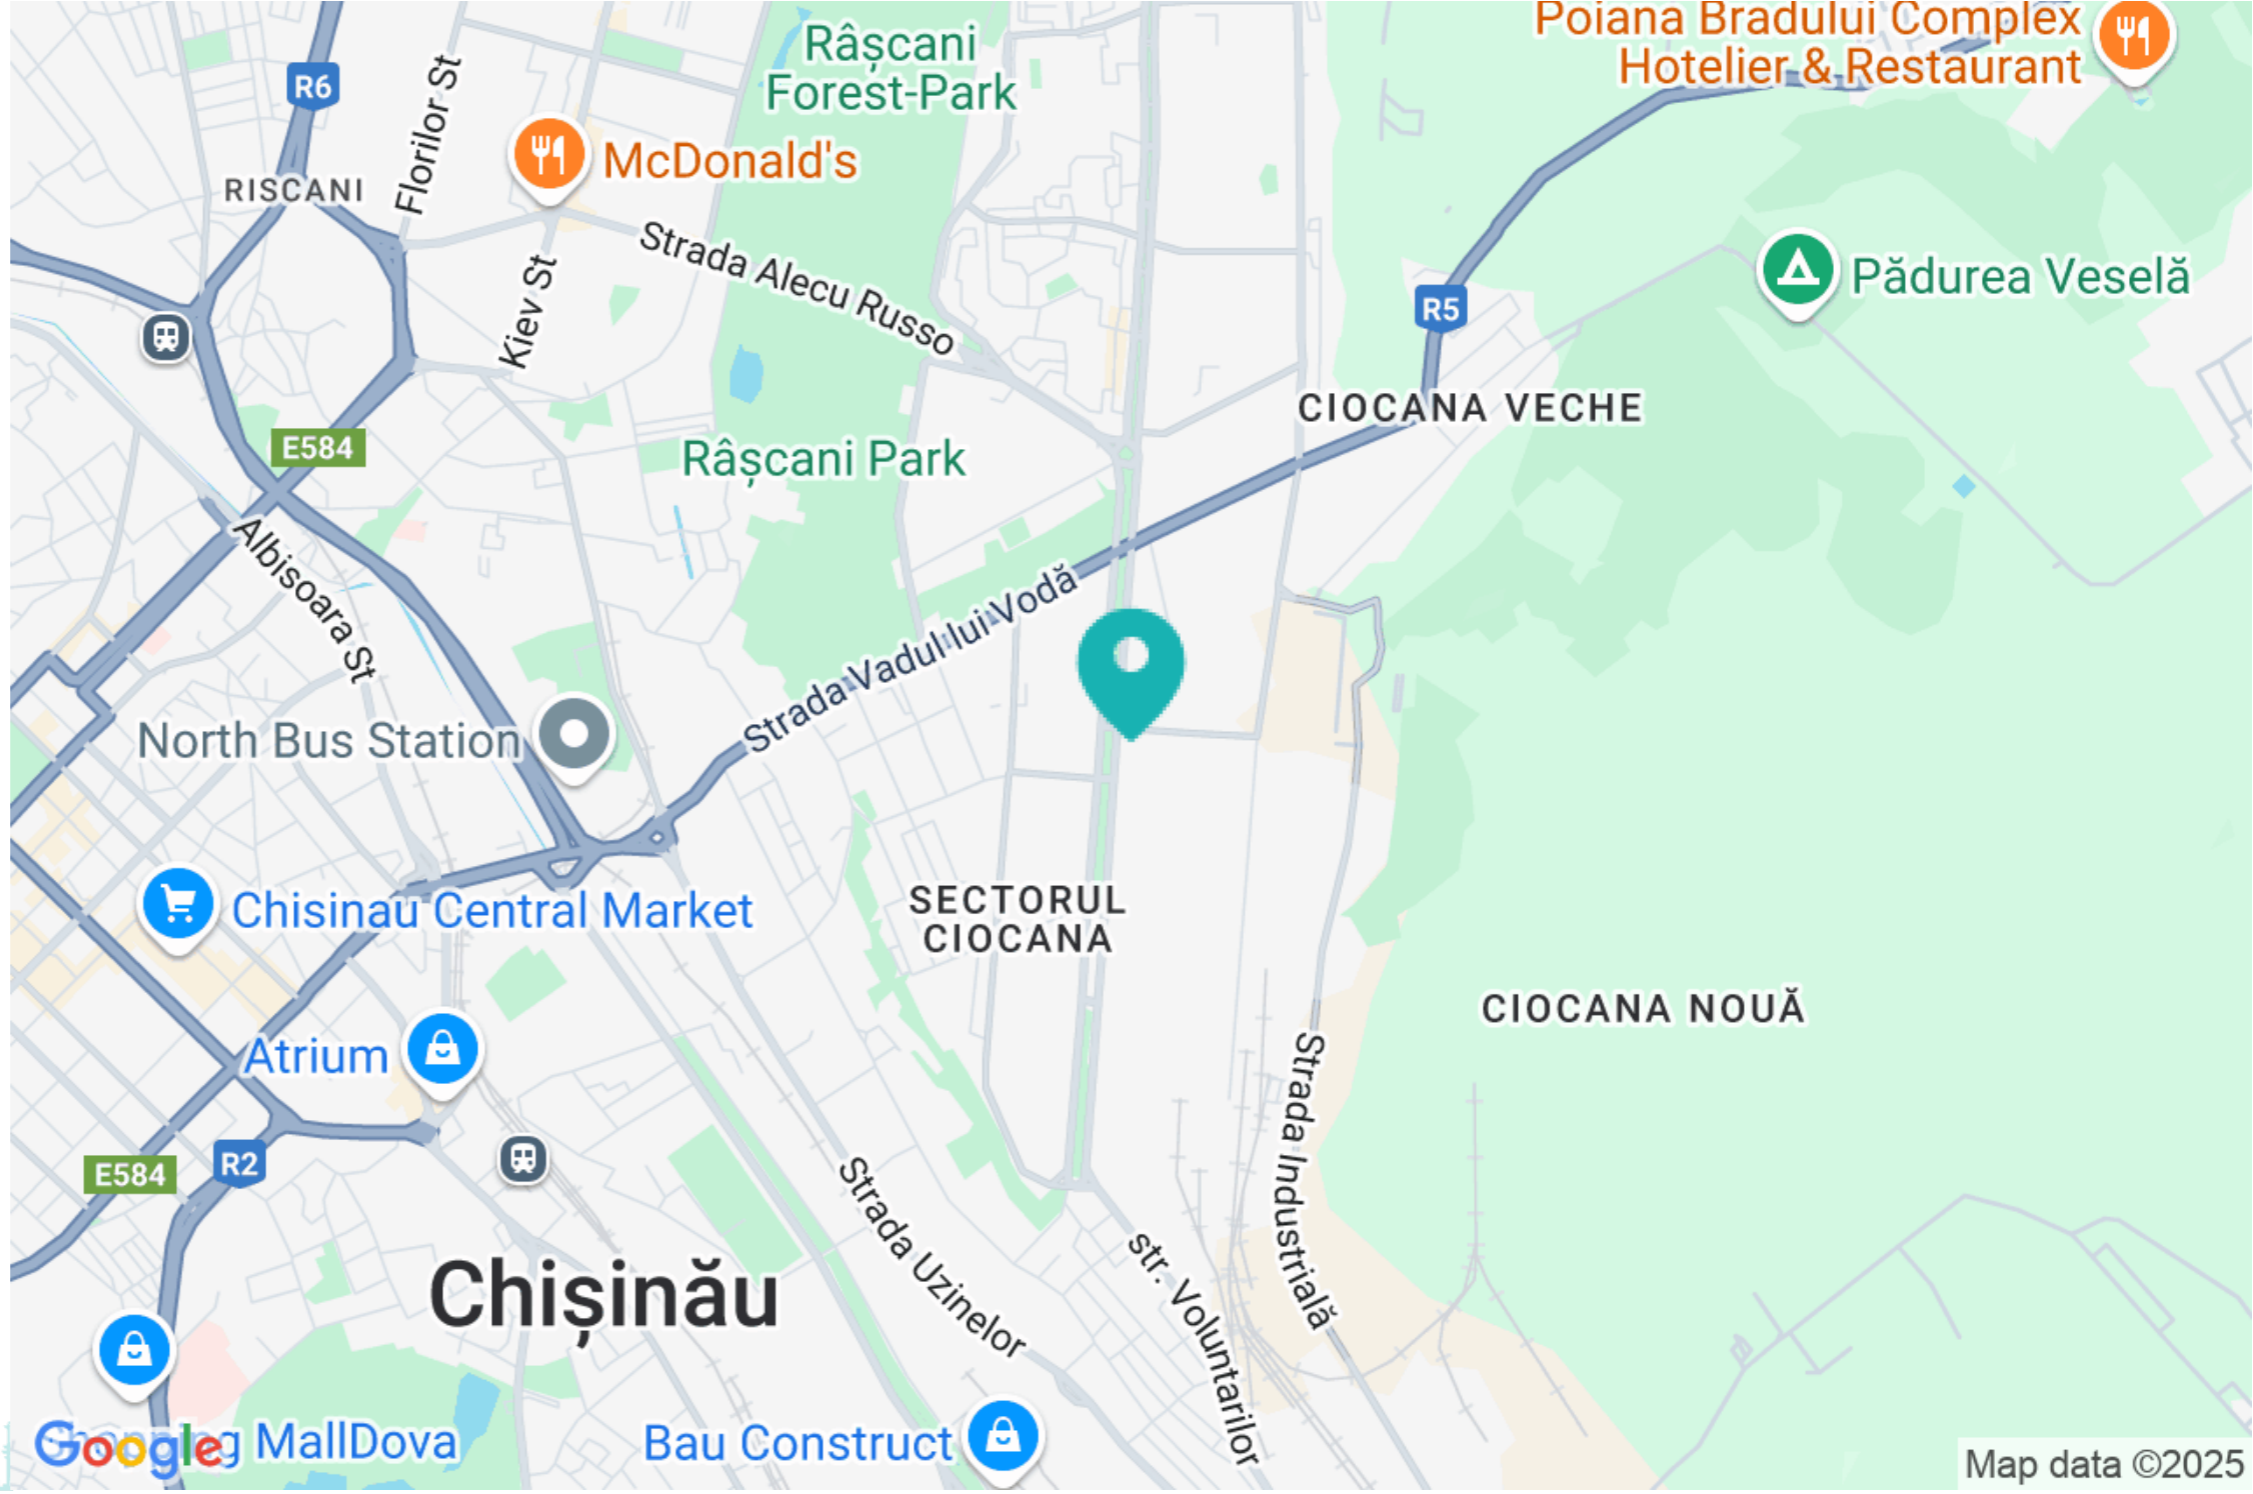 Poiana Bradului Complex
Hotelier & Restaurant
Râșcani
Forest-Park
R6
Florilor St
McDonald's
RISCANI
Strada Alecu Russo
Kiev St
Pădurea Veselă
R5
CIOCANA VECHE
E584
Râșcani Park
Albisoara St
Strada Vadul lui Vodă
North Bus Station
Chisinau Central Market
SECTORUL
CIOCANA
CIOCANA NOUĂ
Atrium
Strada Industrială
E584
R2
Strada Uzinelor
str. Voluntarilor
Chișinău
Shopping MallDova
Google
Bau Construct
Map data ©2025